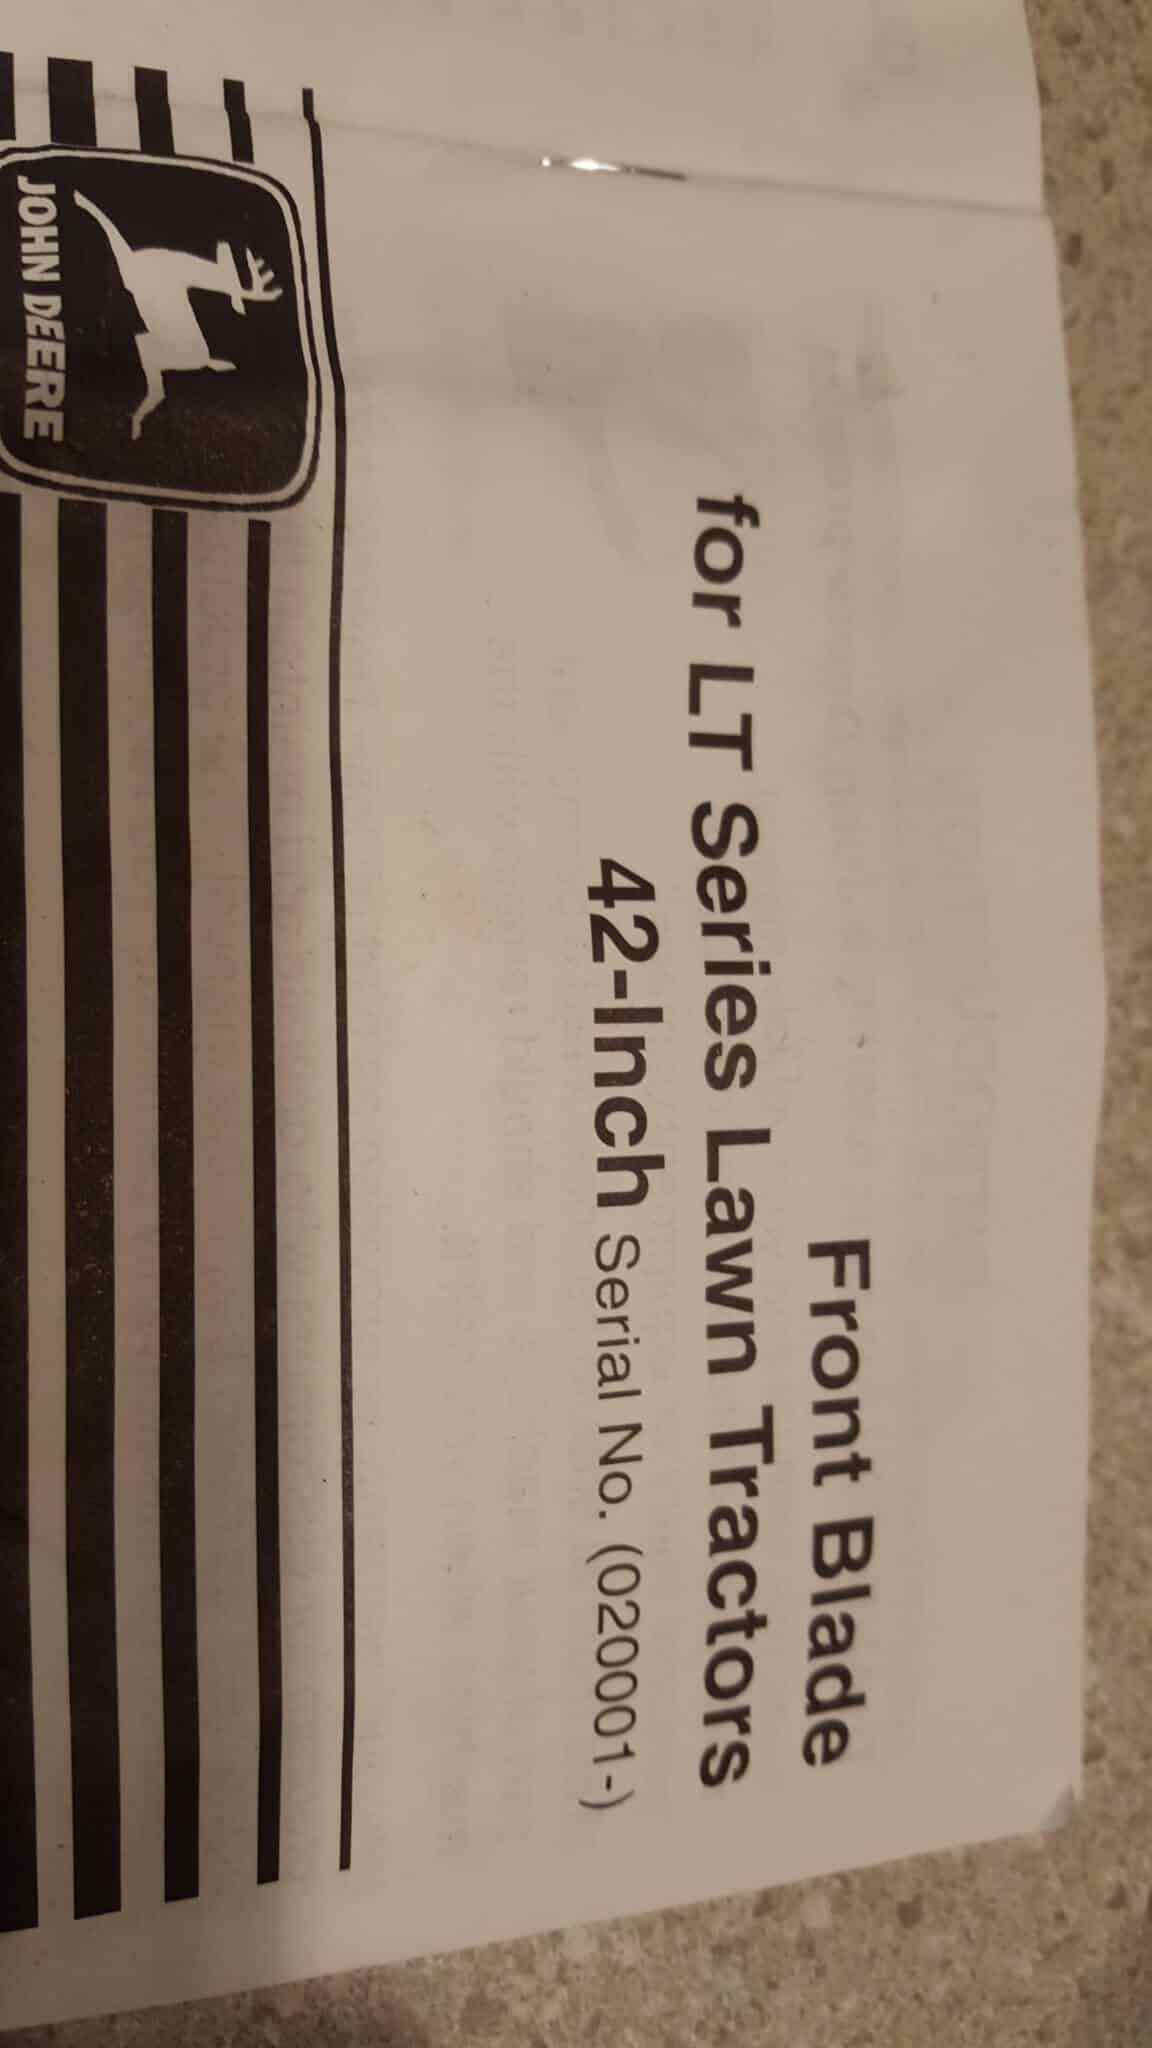 Front Blade
for LT Series Lawn Tractors
42-Inch Serial No. (020001-)
JOHN DEERE